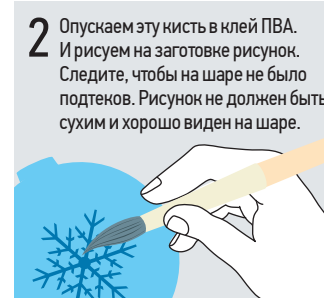 2 Опускаем эту кисть в клей ПВА.
И рисуем на заготовке рисунок.
Следите, чтобы на шаре не было
подтеков. Рисунок не должен быть
сухим и хорошо виден на шаре.